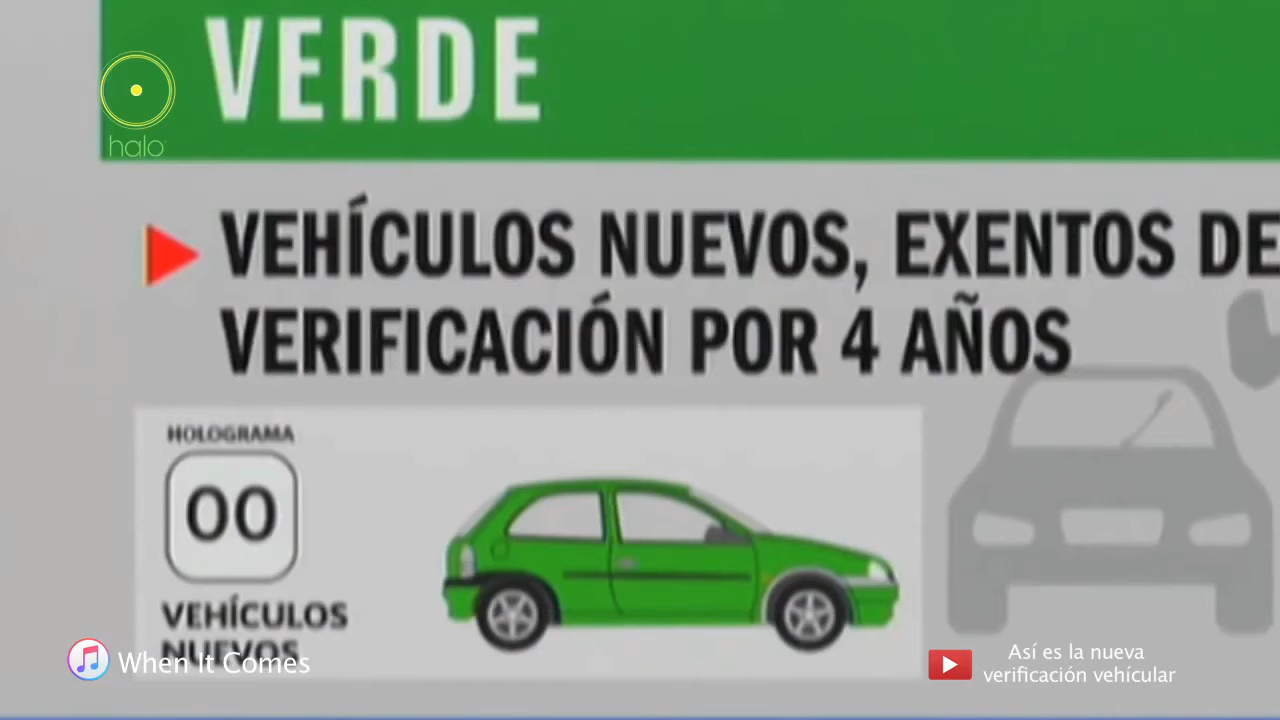 VERDE
halo
VEHÍCULOS NUEVOS, EXENTOS DE
VERIFICACIÓN POR 4 AÑOS
HOLOGRAMA
00
VEHÍCULOS
NUEVOS
When It Comes
Así es la nueva
verificación vehícular